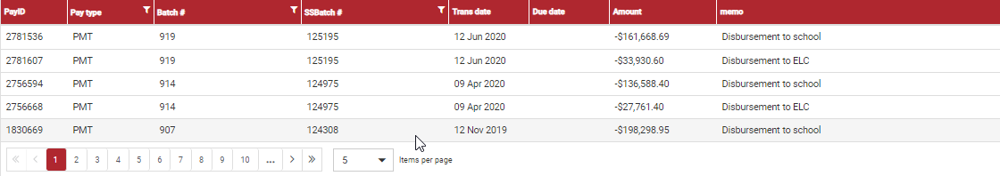 PayID Pay type Batch # SSBatch # Trans date Due date Amount memo
2781536 PMT 919 125195 12 Jun 2020 -$161,668.69 Disbursement to school
2781607 PMT 919 125195 12 Jun 2020 -$33,930.60 Disbursement to ELC
2756594 PMT 914 124975 09 Apr 2020 -$136,588.40 Disbursement to school
2756668 PMT 914 124975 09 Apr 2020 -$27,761.40 Disbursement to ELC
1830669 PMT 907 124308 12 Nov 2019 -$198,298.95 Disbursement to school
1 2 3 4 5 6 7 8 9 10 ... 5 Items per page